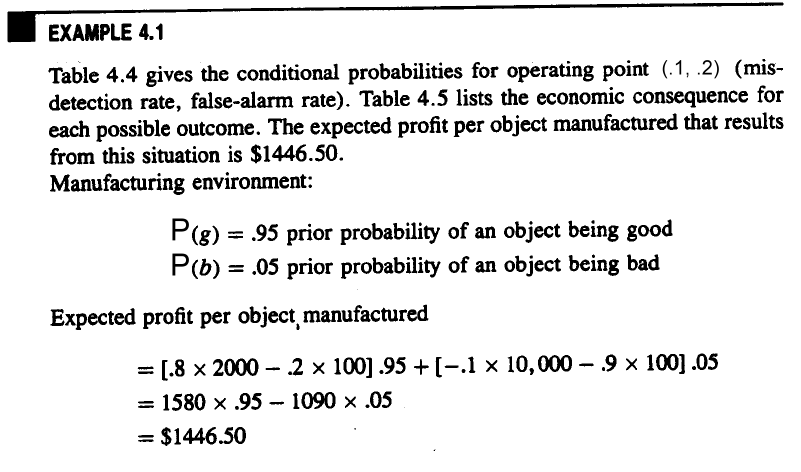 EXAMPLE 4.1
Table 4.4 gives the conditional probabilities for operating point (.1, .2) (mis-
detection rate, false-alarm rate). Table 4.5 lists the economic consequence for
each possible outcome. The expected profit per object manufactured that results
from this situation is $1446.50.
Manufacturing environment:
P(g) = .95 prior probability of an object being good
P(b) = .05 prior probability of an object being bad
Expected profit per object manufactured
= [.8 × 2000 − .2 × 100] .95 + [−.1 × 10,000 − .9 × 100] .05
= 1580 × .95 − 1090 × .05
= $1446.50